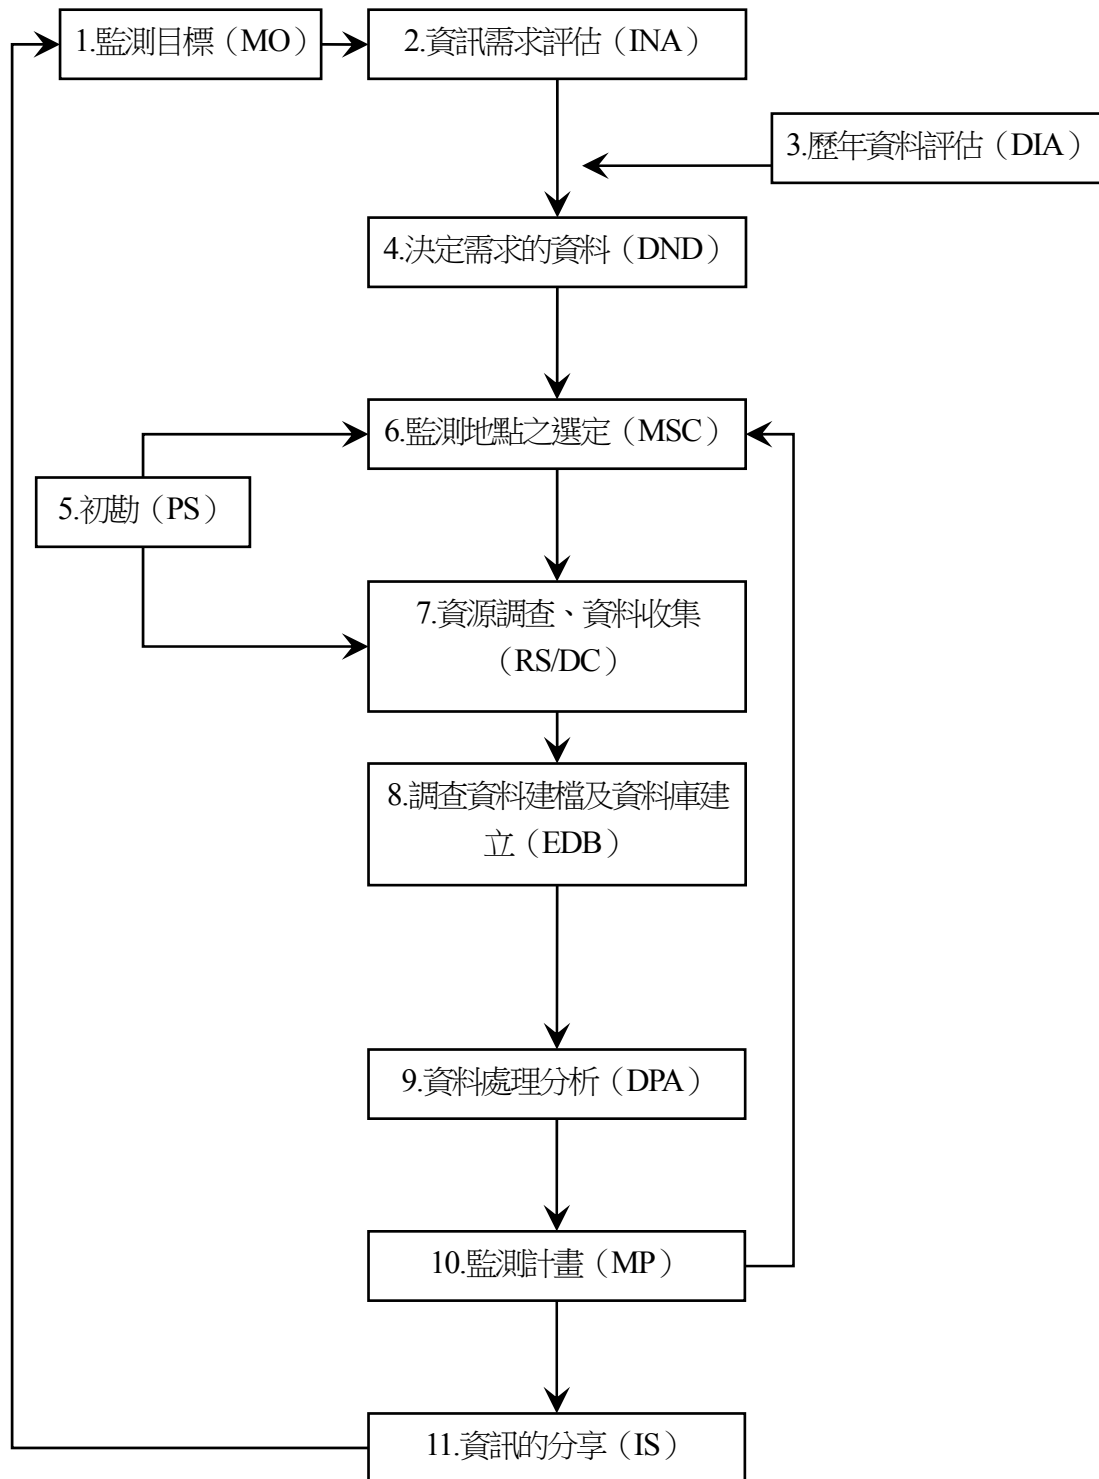 1.監測目標（MO）
2.資訊需求評估（INA）
3.歷年資料評估（DIA）
4.決定需求的資料（DND）
6.監測地點之選定（MSC）
5.初勘（PS）
7.資源調查、資料收集
（RS/DC）
8.調查資料建檔及資料庫建
立（EDB）
9.資料處理分析（DPA）
10.監測計畫（MP）
11.資訊的分享（IS）